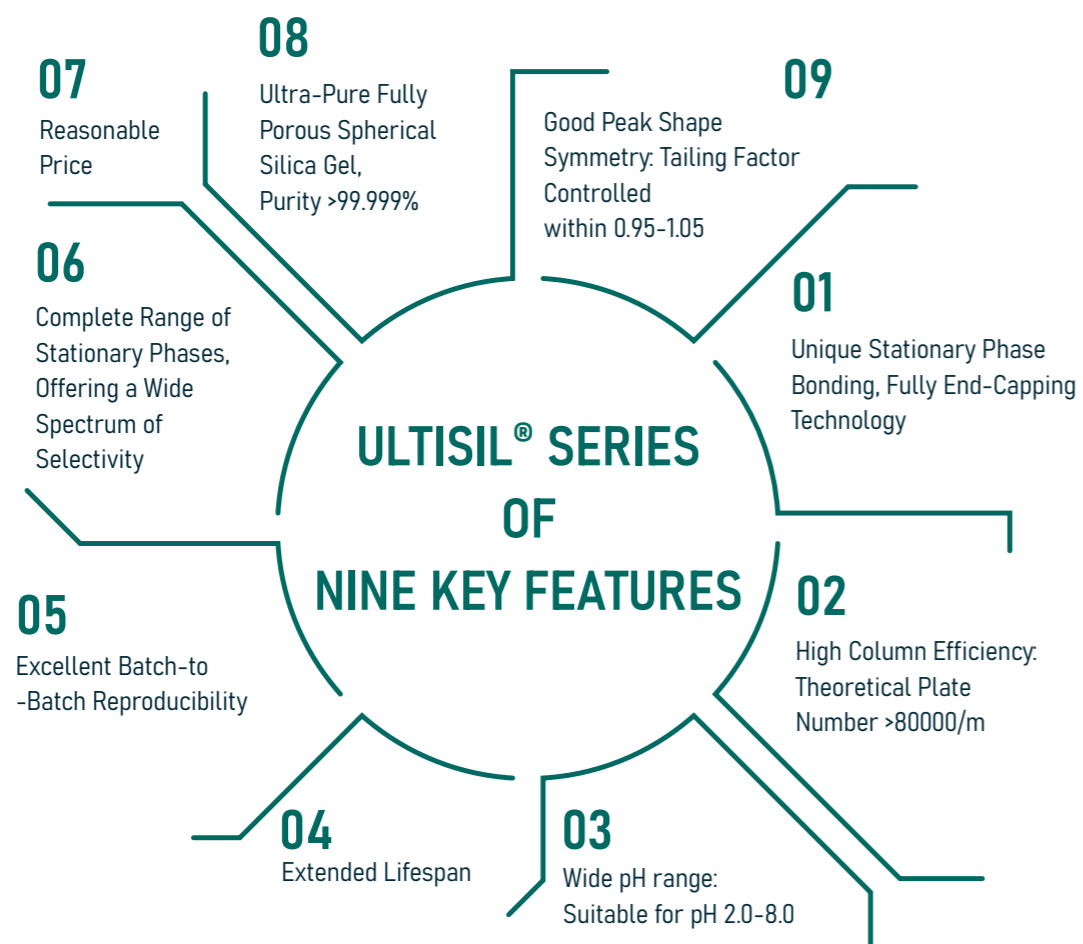 ULTISIL® SERIES
OF
NINE KEY FEATURES
01
Unique Stationary Phase
Bonding, Fully End-Capping
Technology
02
High Column Efficiency:
Theoretical Plate
Number >80000/m
03
Wide pH range:
Suitable for pH 2.0-8.0
04
Extended Lifespan
05
Excellent Batch-to
-Batch Reproducibility
06
Complete Range of
Stationary Phases,
Offering a Wide
Spectrum of
Selectivity
07
Reasonable
Price
08
Ultra-Pure Fully
Porous Spherical
Silica Gel,
Purity >99.999%
09
Good Peak Shape
Symmetry: Tailing Factor
Controlled
within 0.95-1.05